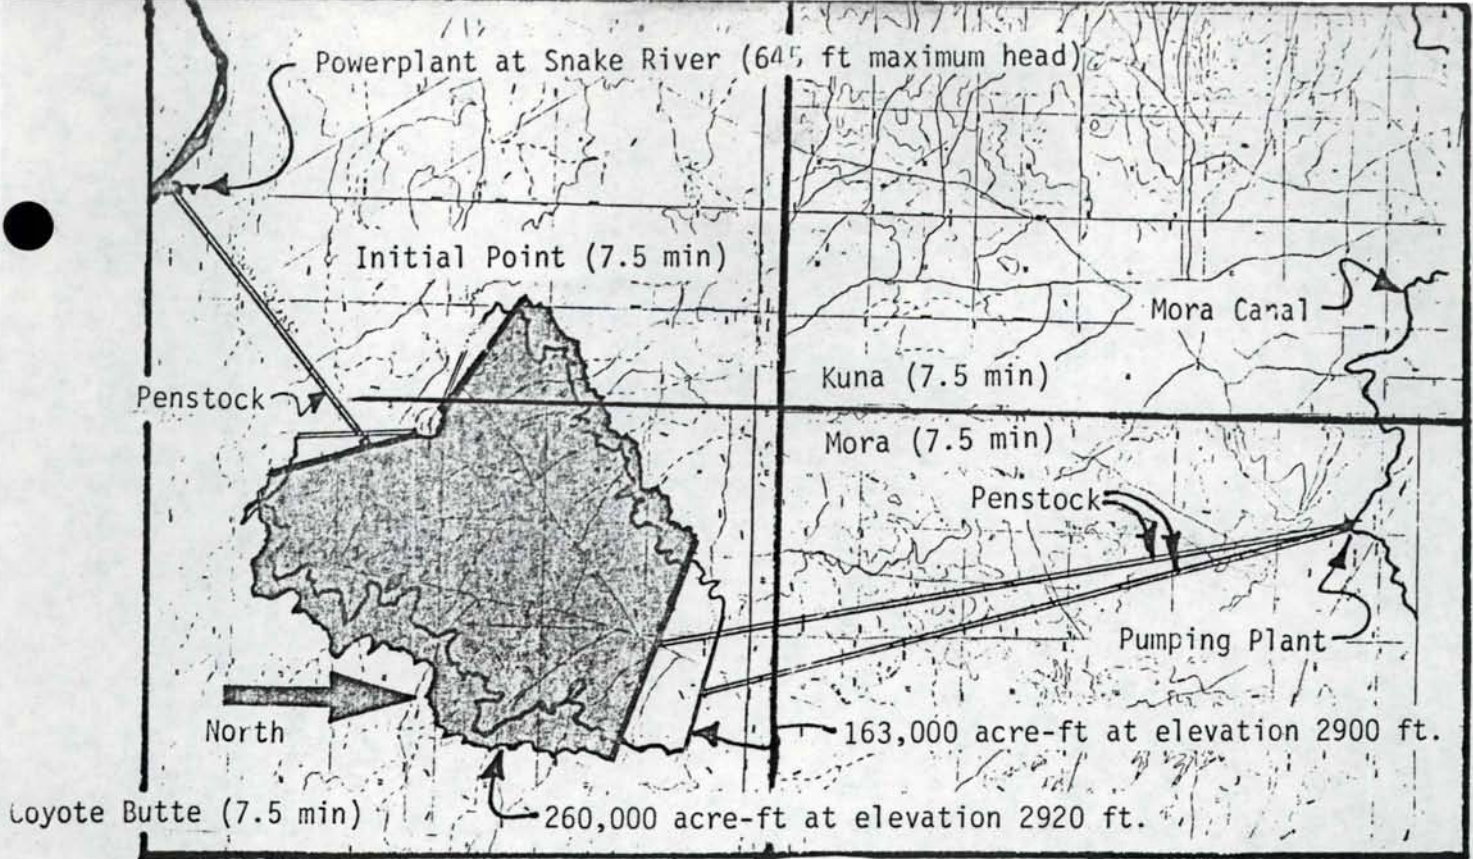 Powerplant at Snake River (645 ft maximum head)
Initial Point (7.5 min)
Mora Canal
Kuna (7.5 min)
Penstock
Mora (7.5 min)
Penstock
Pumping Plant
North
163,000 acre-ft at elevation 2900 ft.
Coyote Butte (7.5 min)
260,000 acre-ft at elevation 2920 ft.